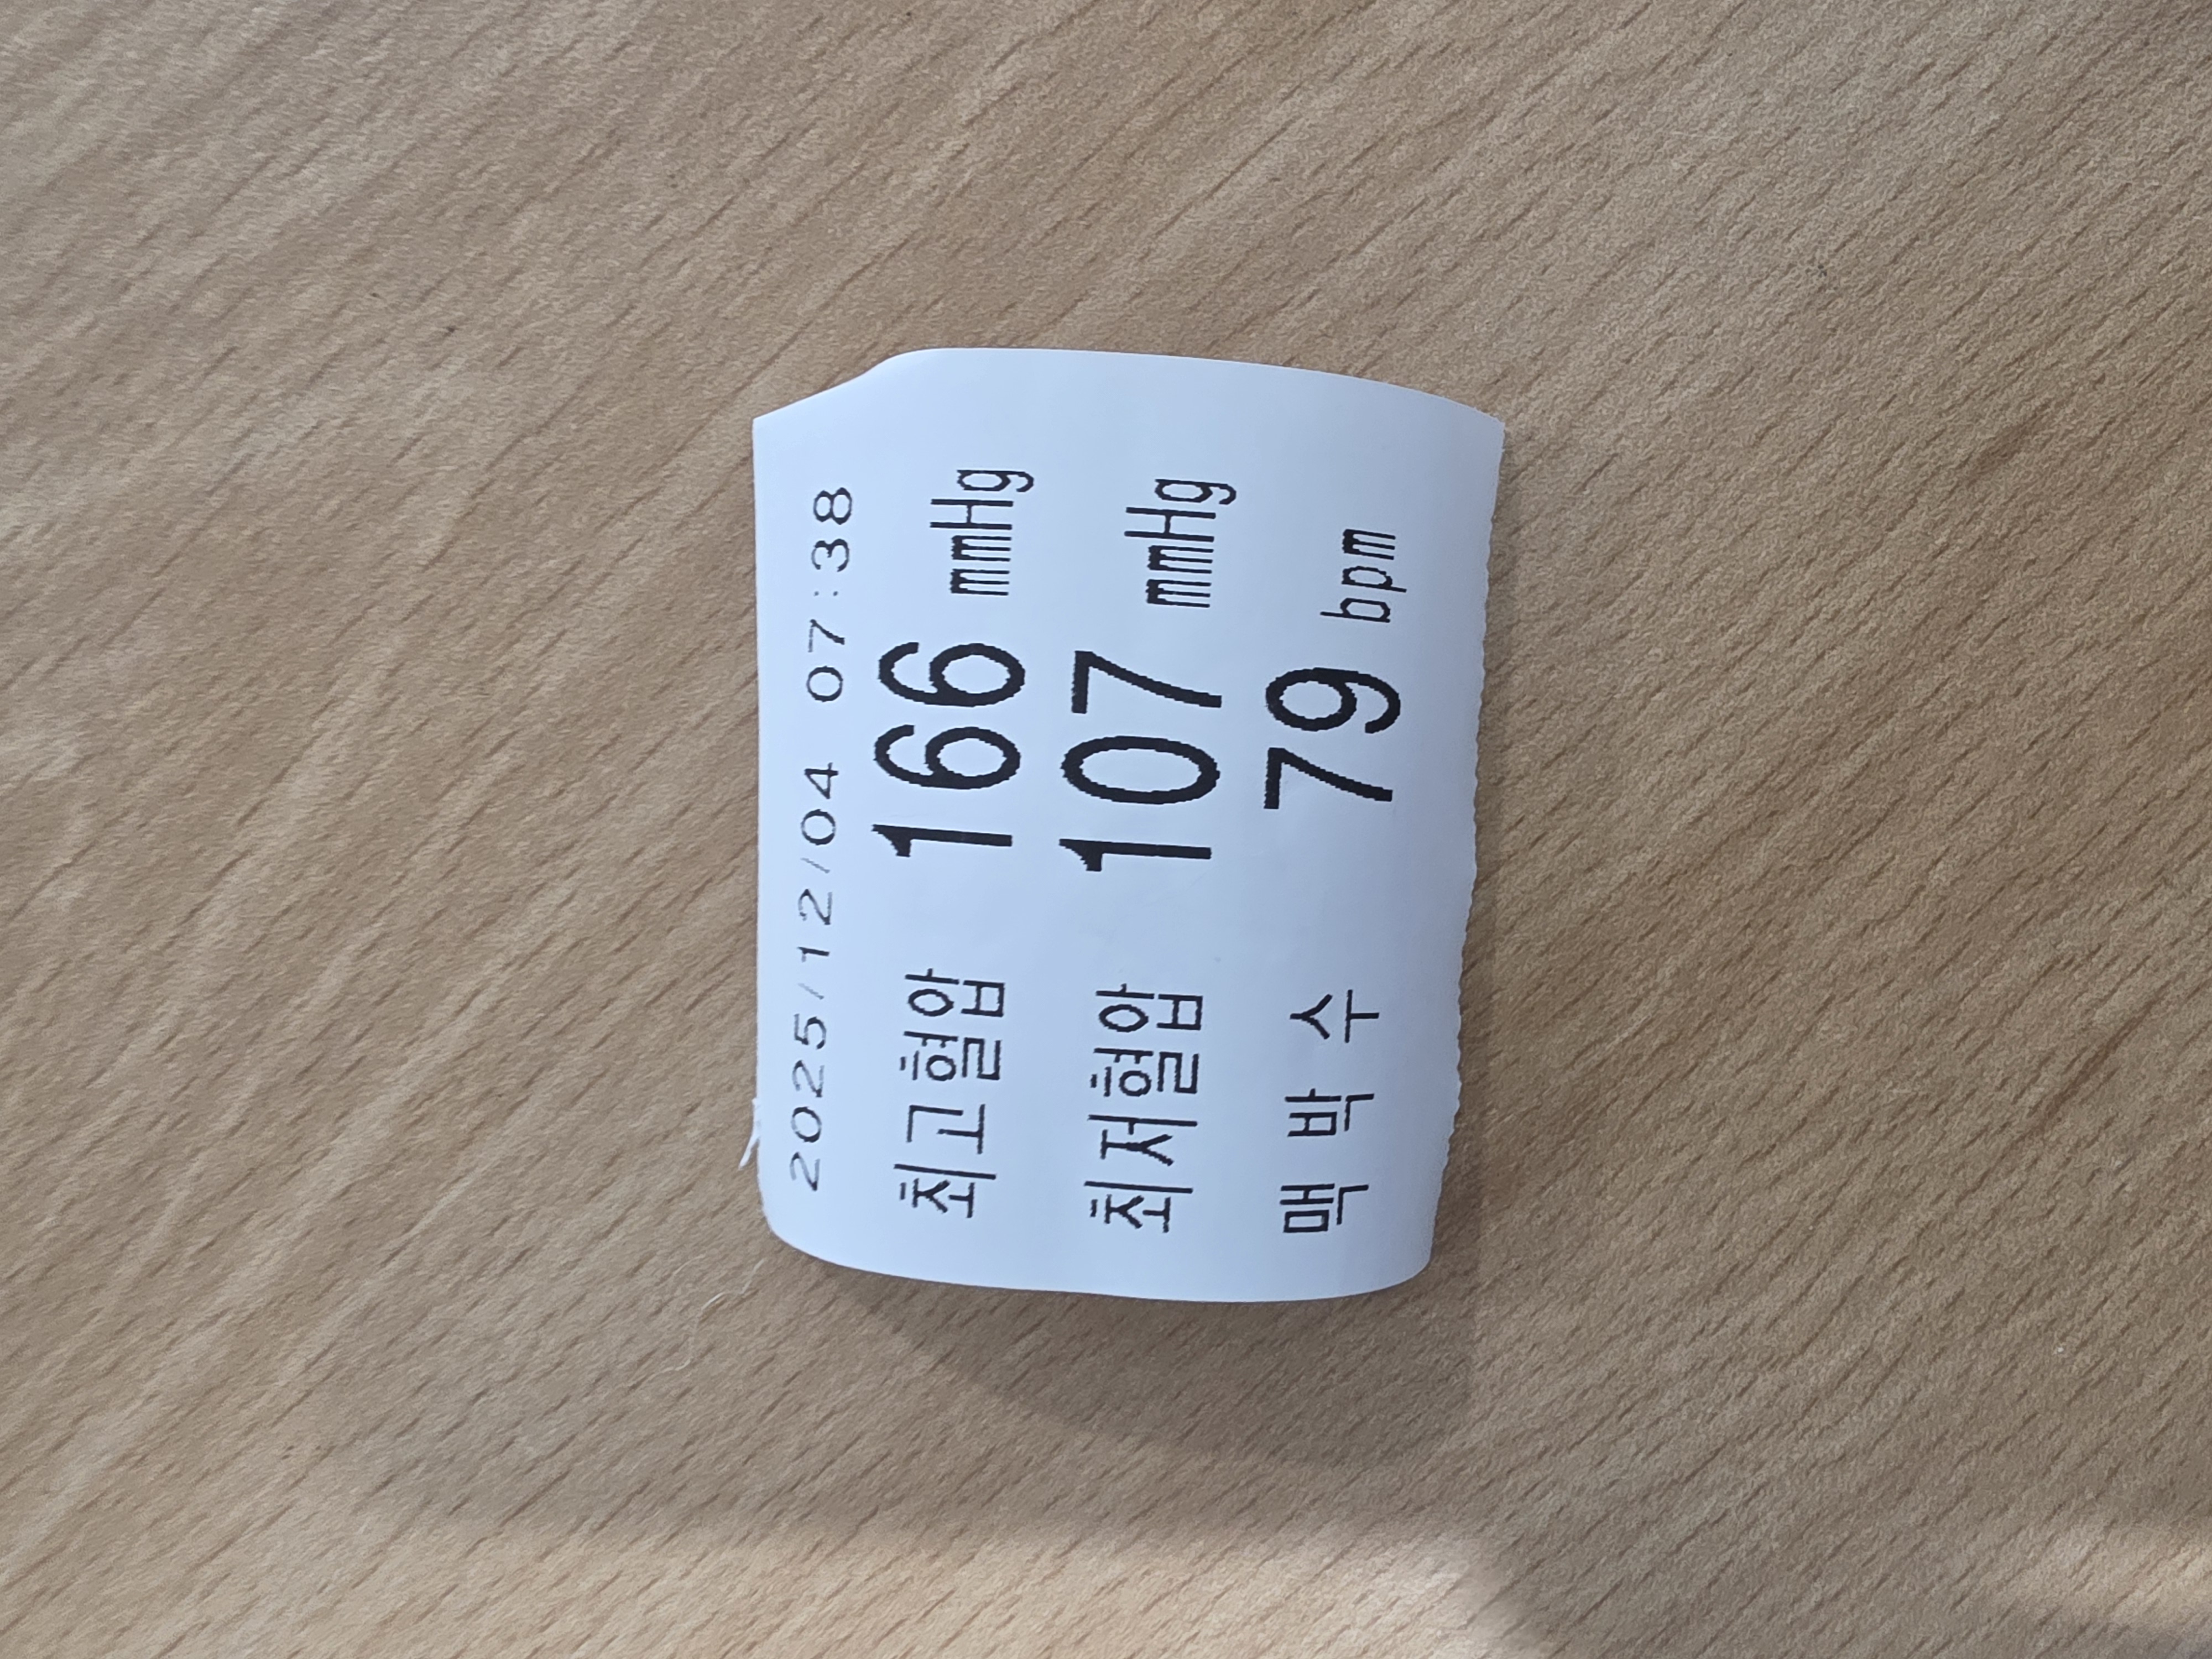 2025/12/04 07:38
최고혈압 166 mmHg
최저혈압 107 mmHg
맥 박 수 79 bpm